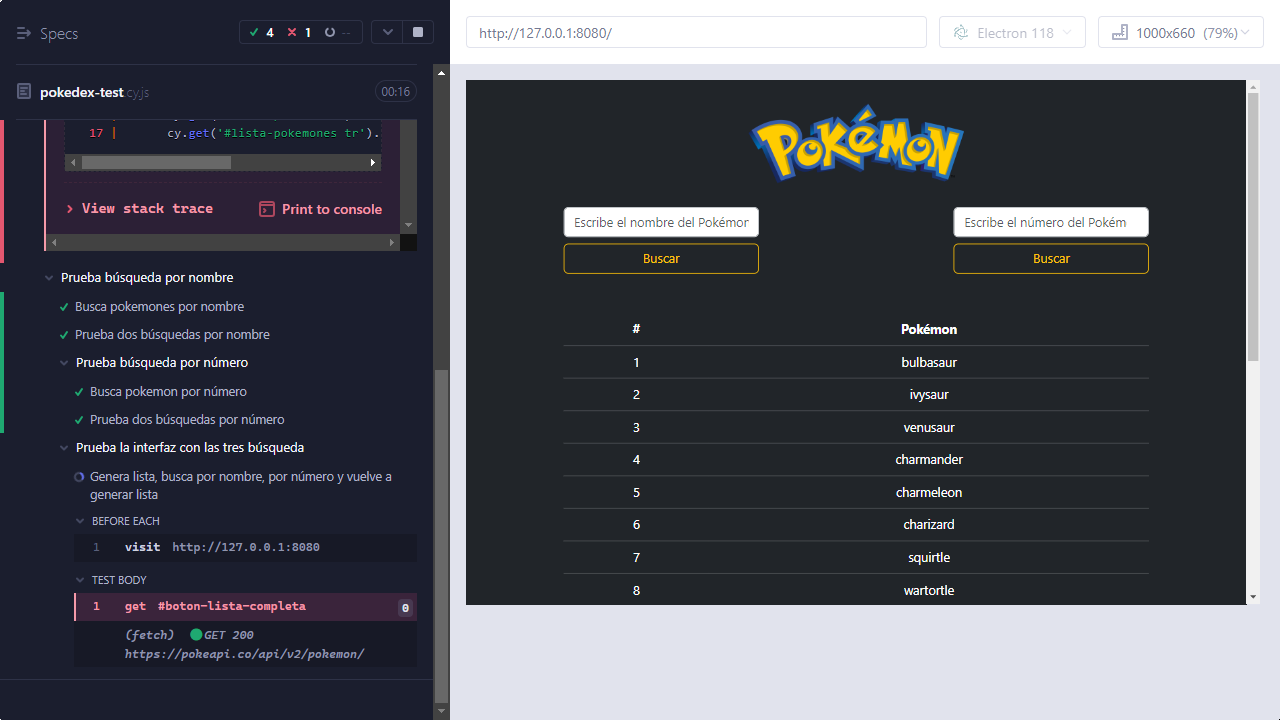 Specs
4
1
--
pokedex-test.cy.js
00:16
17 | cy.get('#lista-pokemones tr').
> View stack trace
Print to console
Prueba búsqueda por nombre
Busca pokemones por nombre
Prueba dos búsquedas por nombre
Prueba búsqueda por número
Busca pokemon por número
Prueba dos búsquedas por número
Prueba la interfaz con las tres búsqueda
Genera lista, busca por nombre, por número y vuelve a
generar lista
BEFORE EACH
1 visit http://127.0.0.1:8080
TEST BODY
1 get #boton-lista-completa 0
(fetch) GET 200
https://pokeapi.co/api/v2/pokemon/
http://127.0.0.1:8080/
Electron 118
1000x660 (79%)
POKéMON
Escribe el nombre del Pokémor
Buscar
Escribe el número del Pokém
Buscar
# Pokémon
1 bulbasaur
2 ivysaur
3 venusaur
4 charmander
5 charmeleon
6 charizard
7 squirtle
8 wartortle